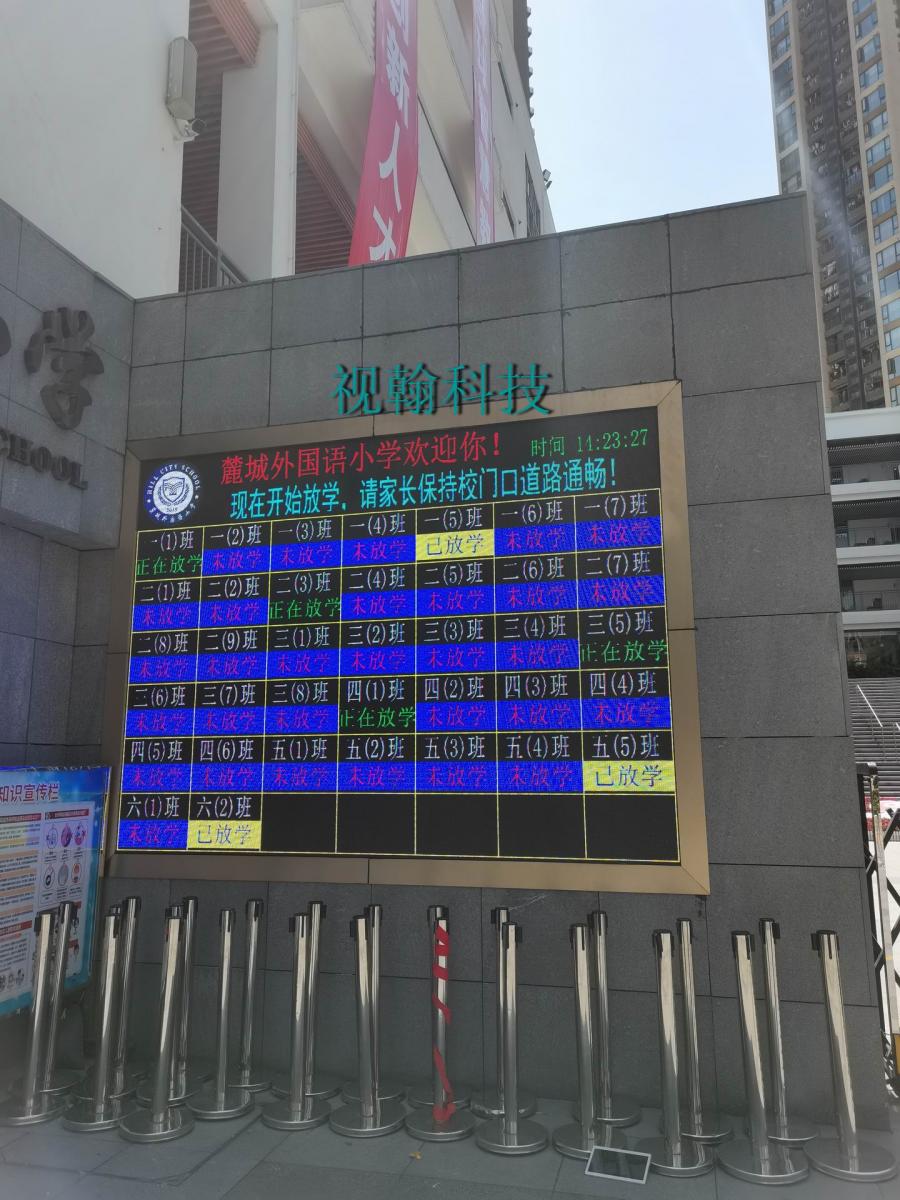 学
SCHOOL
视翰科技
麓城外国语小学欢迎你！ 时间 14:23:27
现在开始放学，请家长保持校门口道路通畅！
HILL CITY SCHOOL
一(1)班 一(2)班 一(3)班 一(4)班 一(5)班 一(6)班 一(7)班
正在放学 未放学 未放学 未放学 已放学 未放学 未放学
二(1)班 二(2)班 二(3)班 二(4)班 二(5)班 二(6)班 二(7)班
未放学 未放学 正在放学 未放学 未放学 未放学 未放学
二(8)班 二(9)班 三(1)班 三(2)班 三(3)班 三(4)班 三(5)班
未放学 未放学 未放学 未放学 未放学 未放学 正在放学
三(6)班 三(7)班 三(8)班 四(1)班 四(2)班 四(3)班 四(4)班
未放学 未放学 未放学 正在放学 未放学 未放学 未放学
四(5)班 四(6)班 五(1)班 五(2)班 五(3)班 五(4)班 五(5)班
未放学 未放学 未放学 未放学 未放学 未放学 已放学
六(1)班 六(2)班
未放学 已放学
知识宣传栏